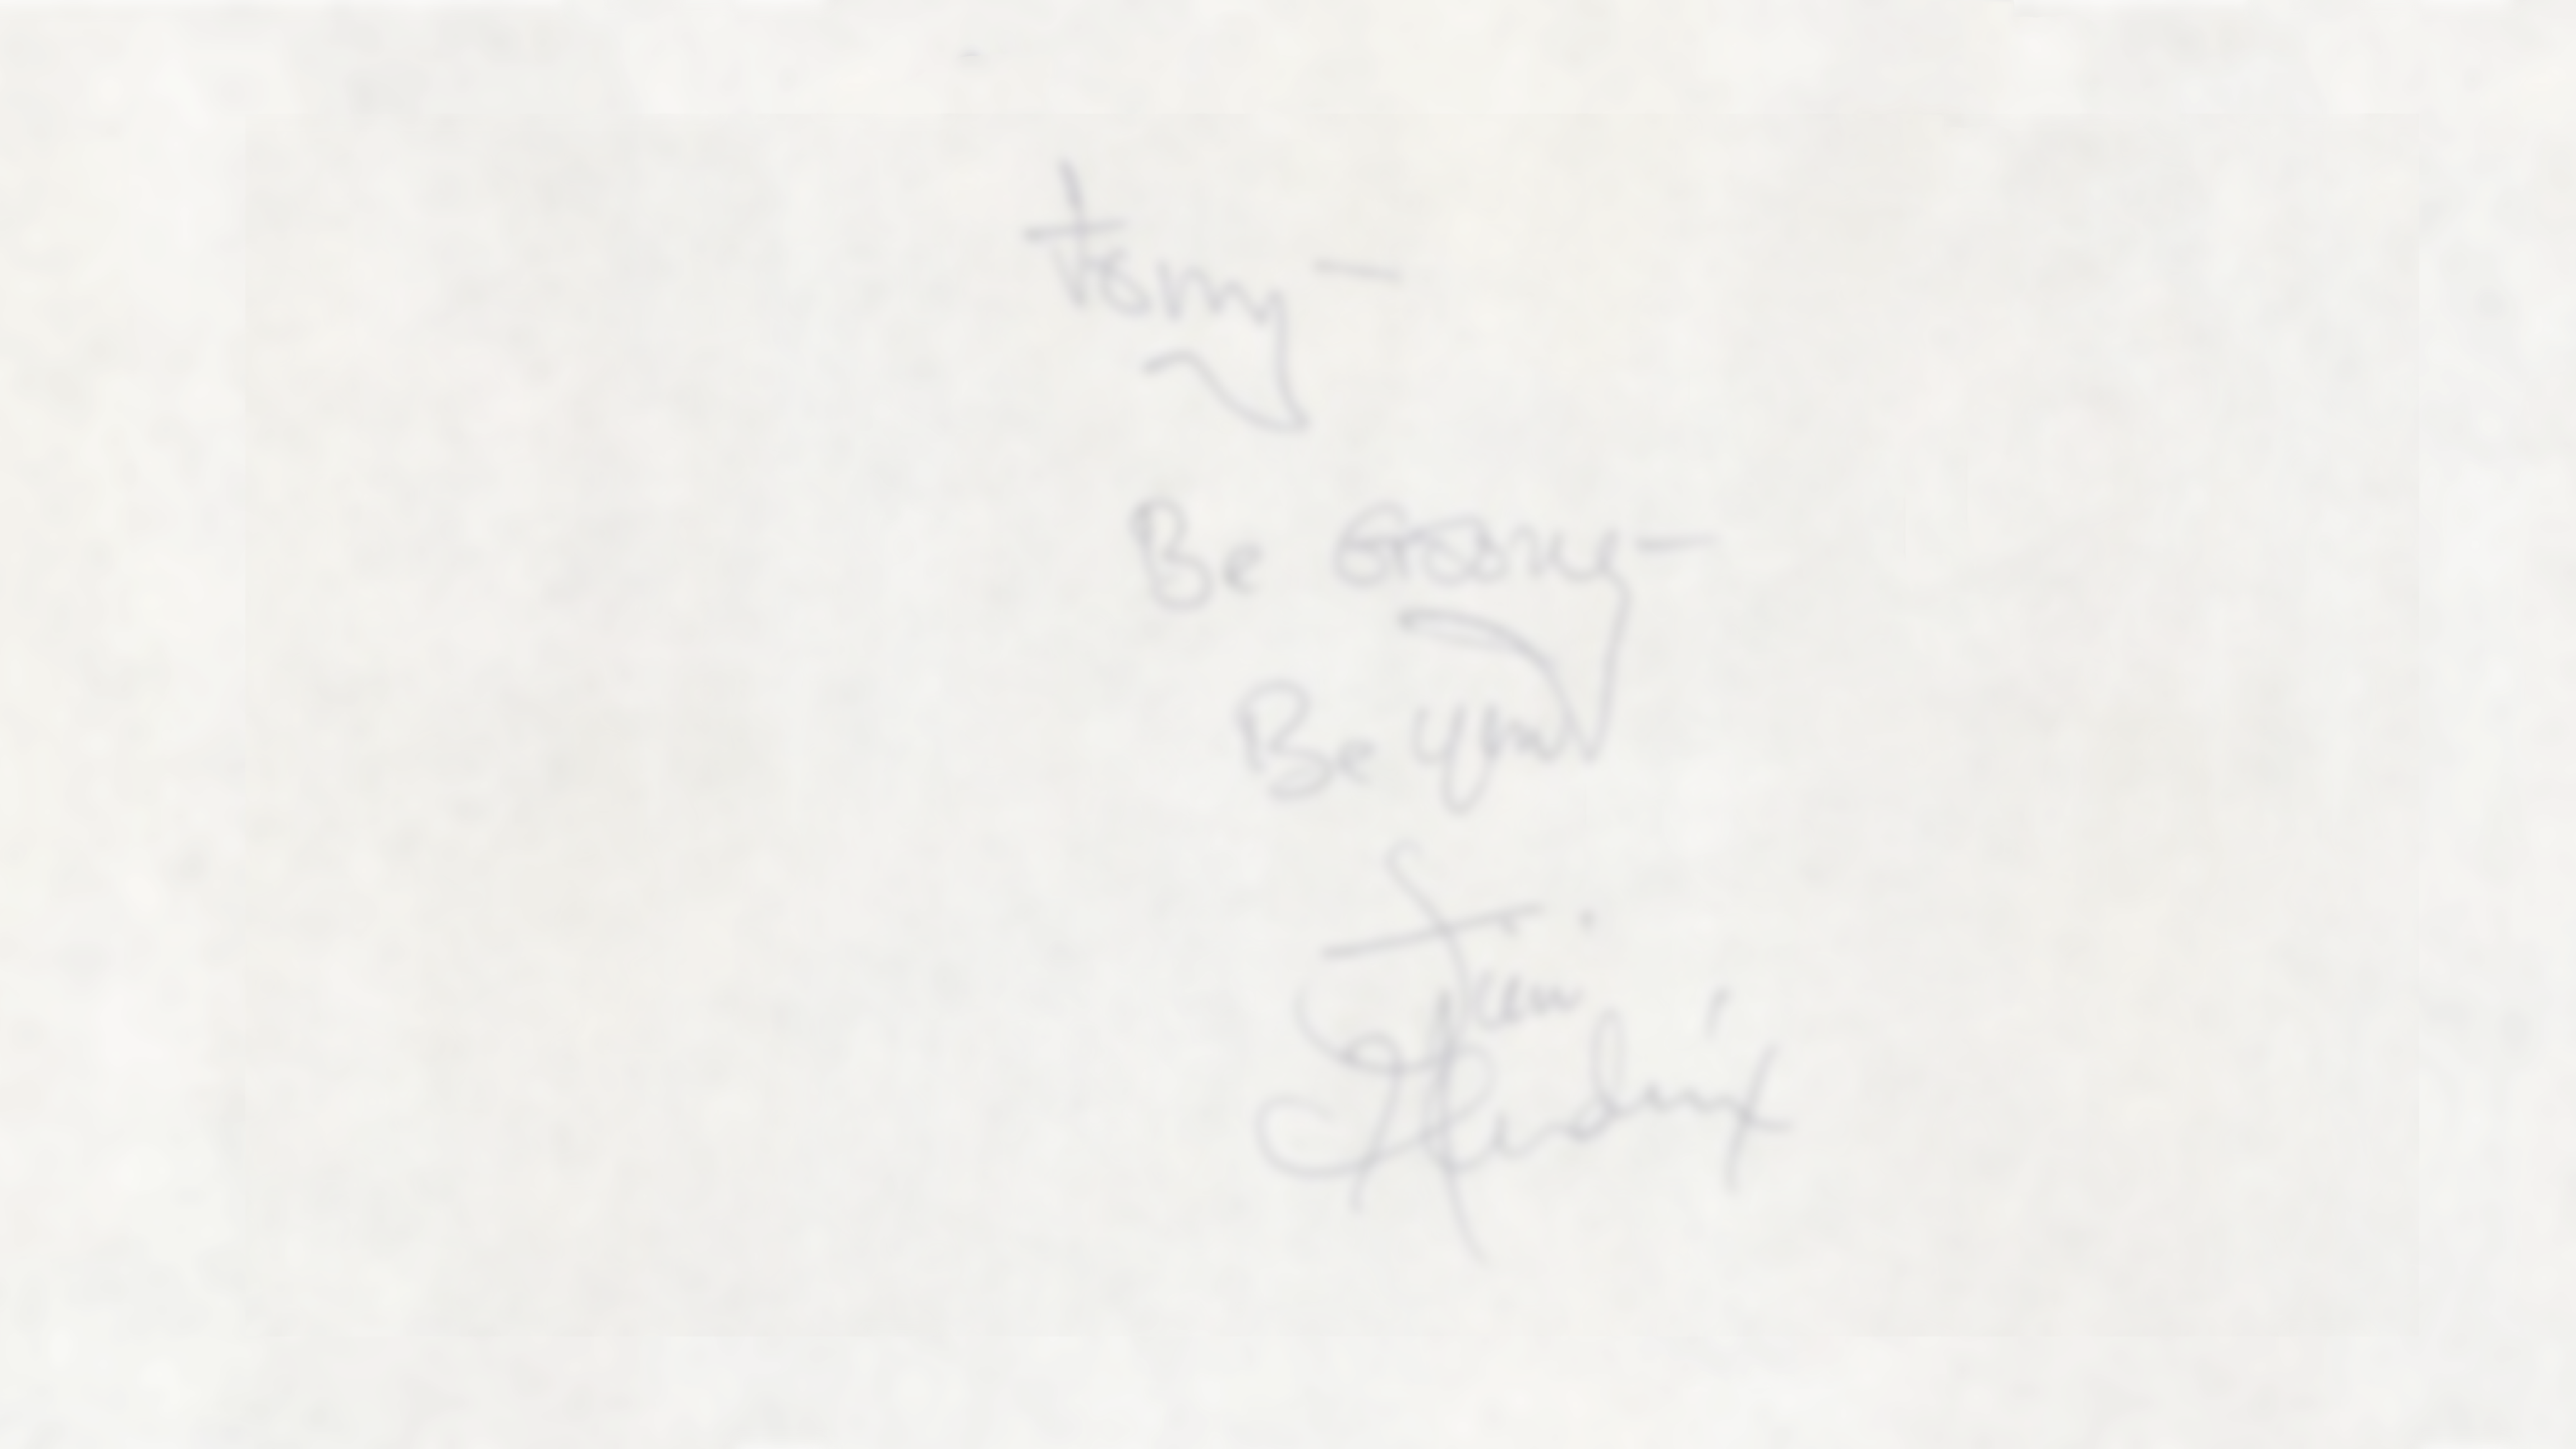 Tony —
Be Groovy —
Be you
Jimi
Hendrix